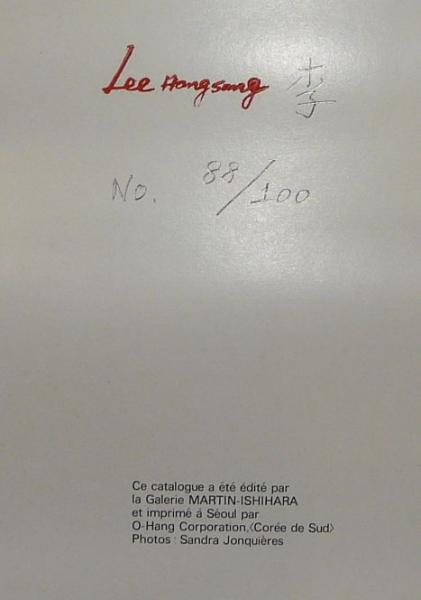 Lee Hangsung 李
No. 88/100
Ce catalogue a été édité par
la Galerie MARTIN-ISHIHARA
et imprimé à Séoul par
O-Hang Corporation,〈Corée de Sud〉
Photos : Sandra Jonquières